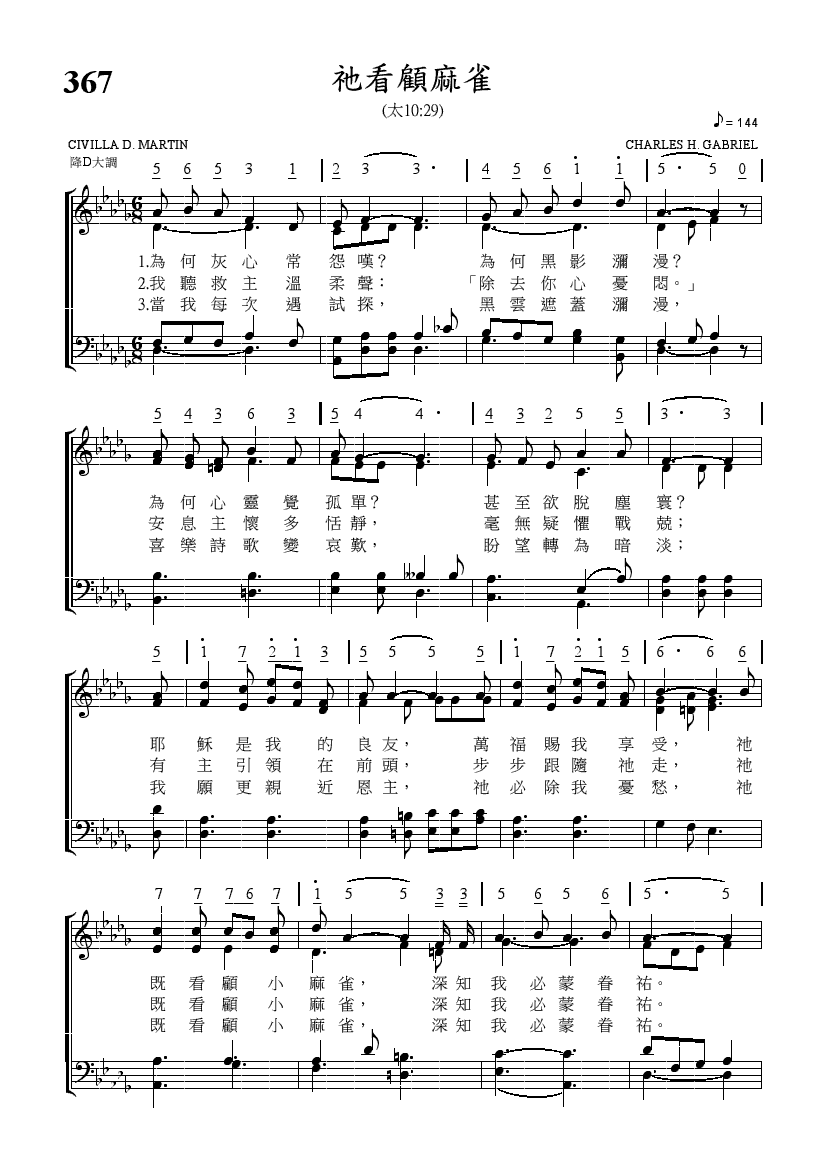 367
祂看顧麻雀
(太10:29)
♪= 144
CIVILLA D. MARTIN
CHARLES H. GABRIEL
降D大調
5 6 5 3 1 | 2 3 3· | 4 5 6 1 1 | 5· 5 0 |
1.為何灰心常怨嘆？ 為何黑影瀰漫？
2.我聽救主溫柔聲： 「除去你心憂悶。」
3.當我每次遇試探， 黑雲遮蓋瀰漫，
5 4 3 6 3 | 5 4 4· | 4 3 2 5 5 | 3· 3 |
為何心靈覺孤單？ 甚至欲脫塵寰？
安息主懷多恬靜， 毫無疑懼戰兢；
喜樂詩歌變哀歎， 盼望轉為暗淡；
5 | 1 7 2 1 3 | 5 5 5 5 | 1 7 2 1 5 | 6· 6 6 |
耶穌是我的良友， 萬福賜我享受， 祂
有主引領在前頭， 步步跟隨祂走， 祂
我願更親近恩主， 祂必除我憂愁， 祂
7 7 7 6 7 | 1 5 5 3 3 | 5 6 5 6 | 5· 5 |
既看顧小麻雀， 深知我必蒙眷祐。
既看顧小麻雀， 深知我必蒙眷祐。
既看顧小麻雀， 深知我必蒙眷祐。